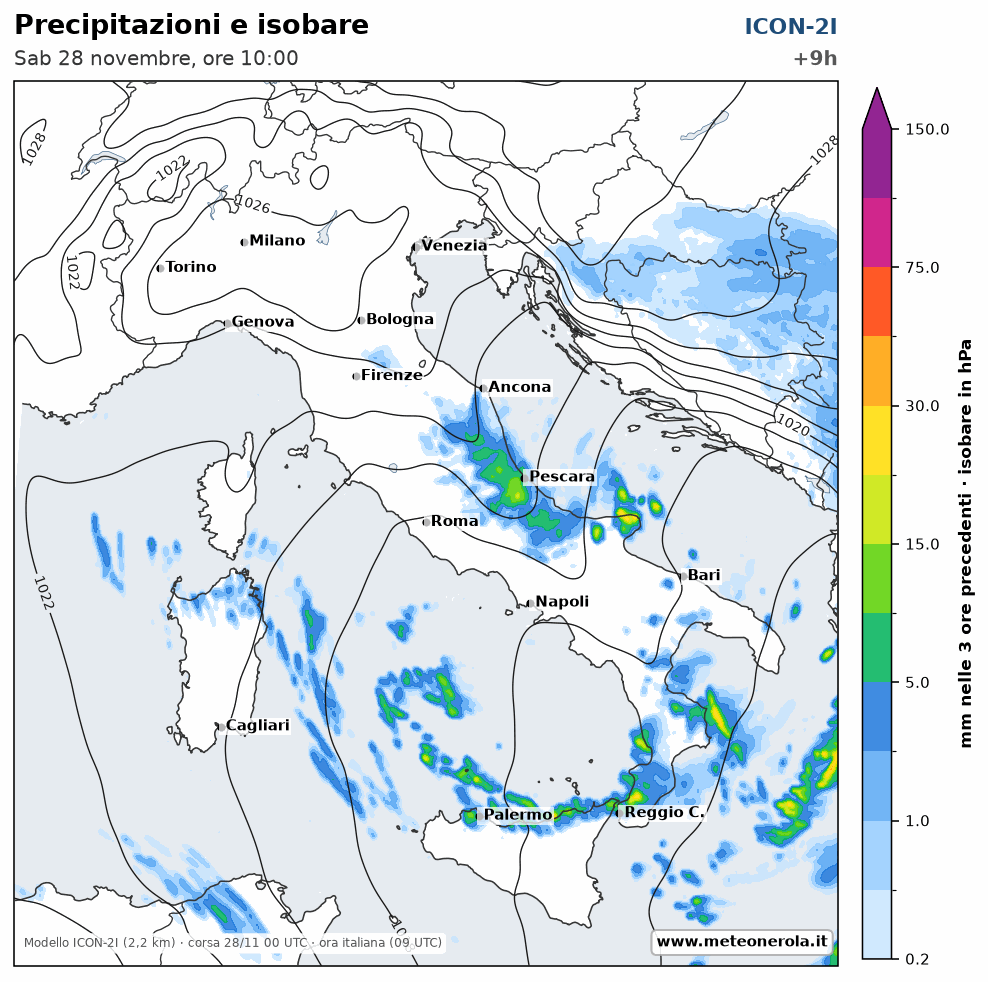 Precipitazioni e isobare
ICON-2I
Sab 28 novembre, ore 10:00
+9h
1028
1028
1022
1026
Milano
Venezia
Torino
1022
Genova
Bologna
Firenze
Ancona
1020
Pescara
Roma
Bari
1022
Napoli
Cagliari
Palermo
Reggio C.
Modello ICON-2I (2,2 km) · corsa 28/11 00 UTC · ora italiana (09 UTC)
www.meteonerola.it
150.0
75.0
30.0
15.0
5.0
1.0
0.2
mm nelle 3 ore precedenti · isobare in hPa